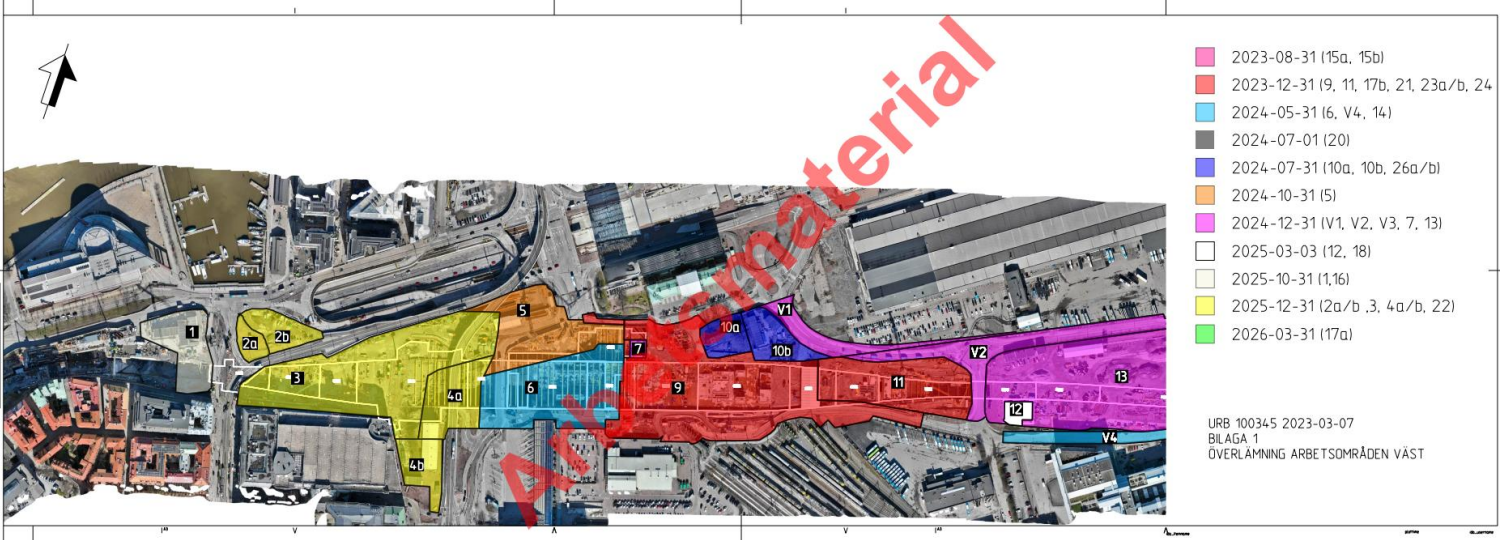 Arbetsmaterial
2023-08-31 (15a, 15b)
2023-12-31 (9, 11, 17b, 21, 23a/b, 24
2024-05-31 (6, V4, 14)
2024-07-01 (20)
2024-07-31 (10a, 10b, 26a/b)
2024-10-31 (5)
2024-12-31 (V1, V2, V3, 7, 13)
2025-03-03 (12, 18)
2025-10-31 (1,16)
2025-12-31 (2a/b ,3, 4a/b, 22)
2026-03-31 (17a)
1
2a
2b
3
4a
4b
5
6
7
9
10a
10b
V1
11
V2
12
13
V4
URB 100345 2023-03-07
BILAGA 1
ÖVERLÄMNING ARBETSOMRÅDEN VÄST